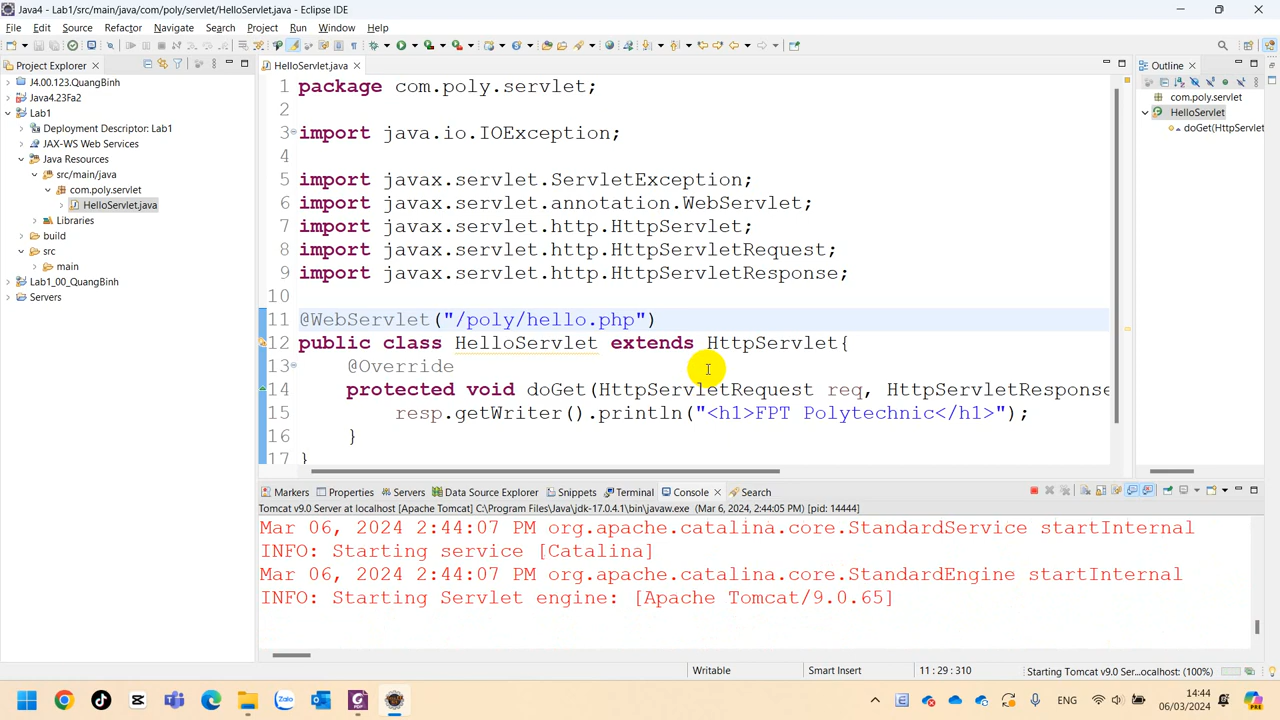 Java4 - Lab1/src/main/java/com/poly/servlet/HelloServlet.java - Eclipse IDE
File Edit Source Refactor Navigate Search Project Run Window Help
Project Explorer
J4.00.123.QuangBinh
Java4.23Fa2
Lab1
Deployment Descriptor: Lab1
JAX-WS Web Services
Java Resources
src/main/java
com.poly.servlet
HelloServlet.java
Libraries
build
src
main
Lab1_00_QuangBinh
Servers
HelloServlet.java
1 package com.poly.servlet;
2
3 import java.io.IOException;
4
5 import javax.servlet.ServletException;
6 import javax.servlet.annotation.WebServlet;
7 import javax.servlet.http.HttpServlet;
8 import javax.servlet.http.HttpServletRequest;
9 import javax.servlet.http.HttpServletResponse;
10
11 @WebServlet("/poly/hello.php")
12 public class HelloServlet extends HttpServlet{
13 @Override
14 protected void doGet(HttpServletRequest req, HttpServletResponse
15 resp.getWriter().println("<h1>FPT Polytechnic</h1>");
16 }
17 }
Outline
com.poly.servlet
HelloServlet
doGet(HttpServlet
Markers Properties Servers Data Source Explorer Snippets Terminal Console Search
Tomcat v9.0 Server at localhost [Apache Tomcat] C:\Program Files\Java\jdk-17.0.4.1\bin\javaw.exe (Mar 6, 2024, 2:44:05 PM) [pid: 14444]
Mar 06, 2024 2:44:07 PM org.apache.catalina.core.StandardService startInternal
INFO: Starting service [Catalina]
Mar 06, 2024 2:44:07 PM org.apache.catalina.core.StandardEngine startInternal
INFO: Starting Servlet engine: [Apache Tomcat/9.0.65]
Writable Smart Insert 11 : 29 : 310 Starting Tomcat v9.0 Ser...ocalhost: (100%)
Zalo
PDF
ENG
14:44
06/03/2024
PRE